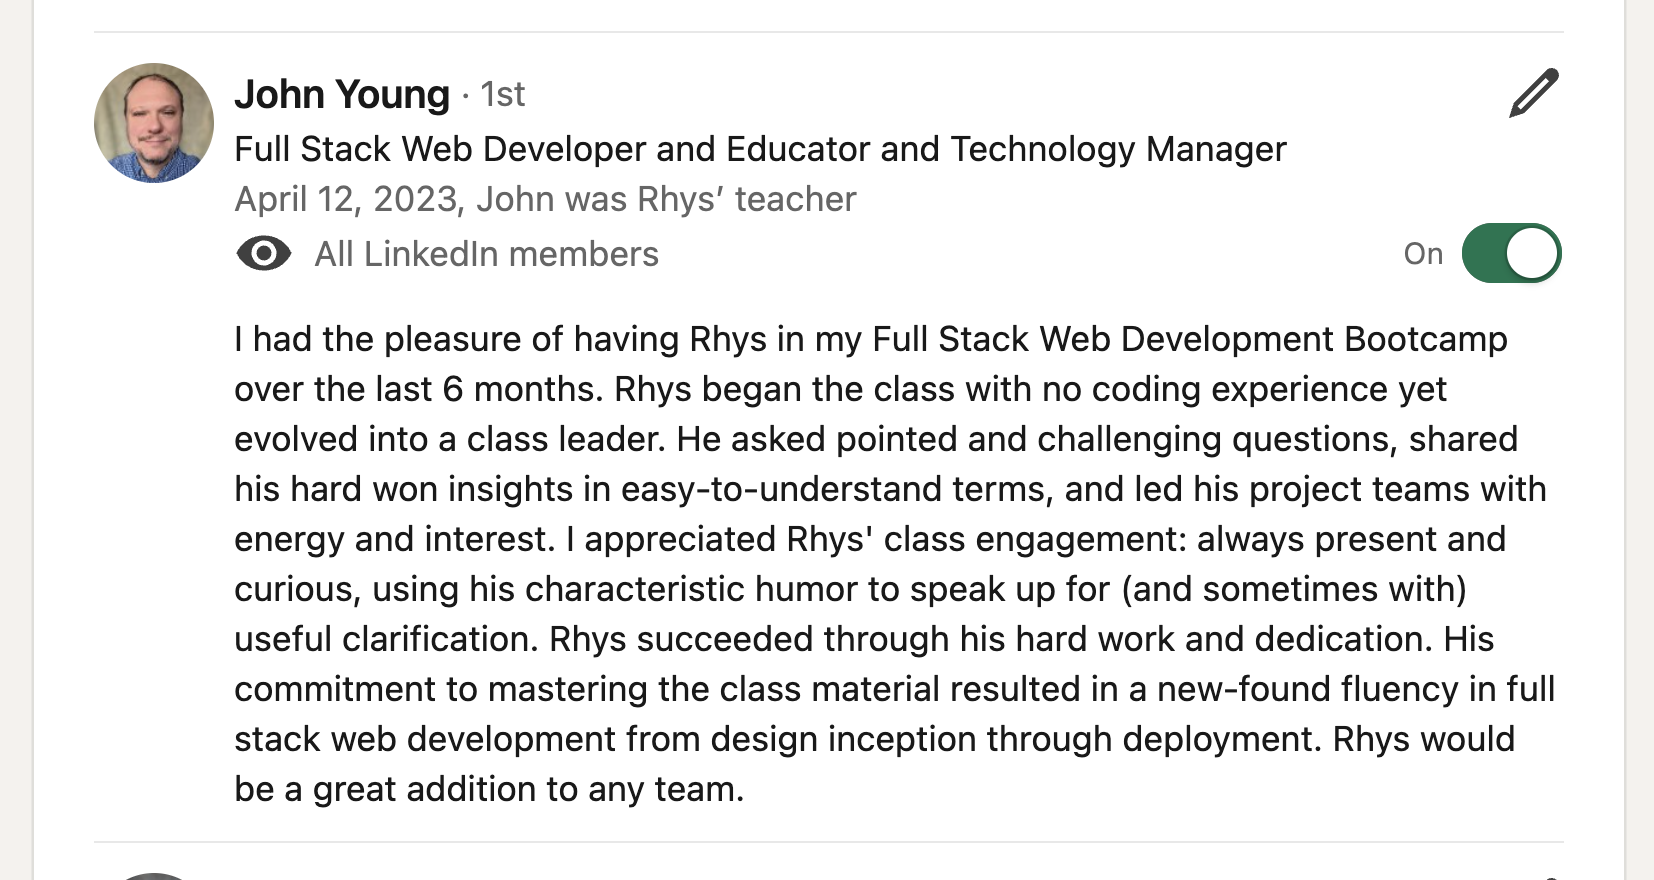 John Young · 1st
Full Stack Web Developer and Educator and Technology Manager
April 12, 2023, John was Rhys’ teacher
All LinkedIn members
On
I had the pleasure of having Rhys in my Full Stack Web Development Bootcamp
over the last 6 months. Rhys began the class with no coding experience yet
evolved into a class leader. He asked pointed and challenging questions, shared
his hard won insights in easy-to-understand terms, and led his project teams with
energy and interest. I appreciated Rhys' class engagement: always present and
curious, using his characteristic humor to speak up for (and sometimes with)
useful clarification. Rhys succeeded through his hard work and dedication. His
commitment to mastering the class material resulted in a new-found fluency in full
stack web development from design inception through deployment. Rhys would
be a great addition to any team.